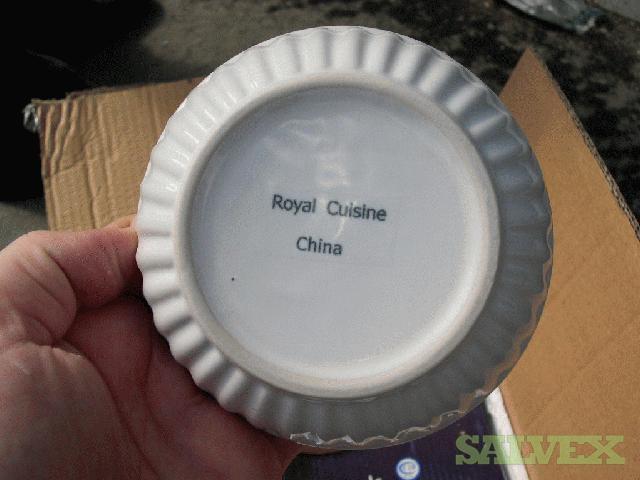 Royal Cuisine
China
SALVEX